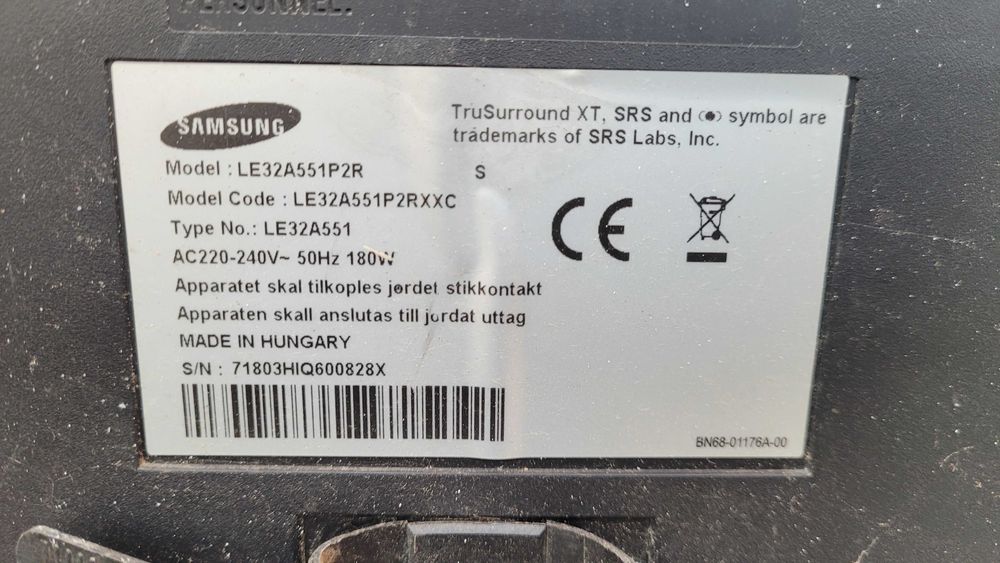 PERSONNEL.
SAMSUNG
TruSurround XT, SRS and (●) symbol are
trademarks of SRS Labs, Inc.
Model : LE32A551P2R S
Model Code : LE32A551P2RXXC
Type No.: LE32A551
AC220-240V~ 50Hz 180W
Apparatet skal tilkoples jordet stikkontakt
Apparaten skall anslutas till jordat uttag
MADE IN HUNGARY
S/N : 71803HIQ600828X
CE
BN68-01176A-00